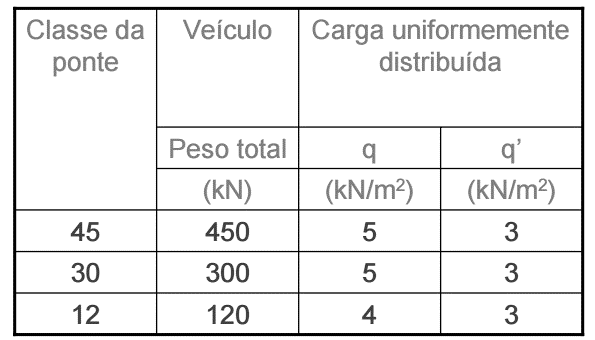 Classe da ponte Veículo Carga uniformemente distribuída
Peso total q q’
(kN) (kN/m²) (kN/m²)
45 450 5 3
30 300 5 3
12 120 4 3